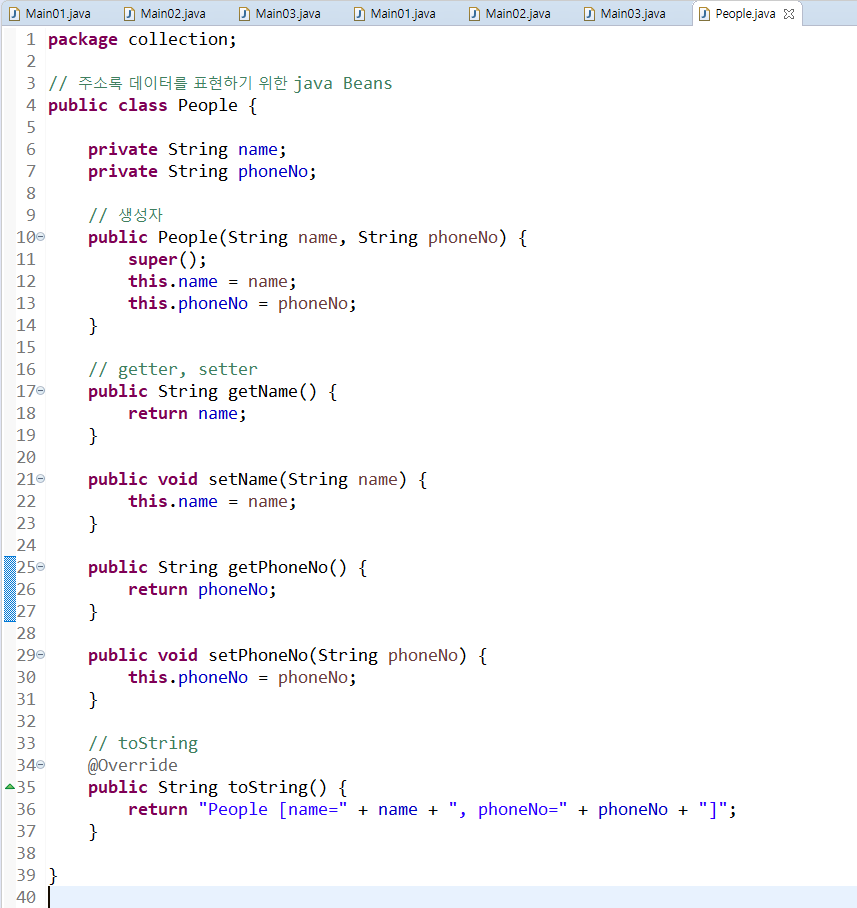 Main01.java Main02.java Main03.java Main01.java Main02.java Main03.java People.java
1 package collection;
2
3 // 주소록 데이터를 표현하기 위한 java Beans
4 public class People {
5
6     private String name;
7     private String phoneNo;
8
9     // 생성자
10     public People(String name, String phoneNo) {
11         super();
12         this.name = name;
13         this.phoneNo = phoneNo;
14     }
15
16     // getter, setter
17     public String getName() {
18         return name;
19     }
20
21     public void setName(String name) {
22         this.name = name;
23     }
24
25     public String getPhoneNo() {
26         return phoneNo;
27     }
28
29     public void setPhoneNo(String phoneNo) {
30         this.phoneNo = phoneNo;
31     }
32
33     // toString
34     @Override
35     public String toString() {
36         return "People [name=" + name + ", phoneNo=" + phoneNo + "]";
37     }
38
39 }
40